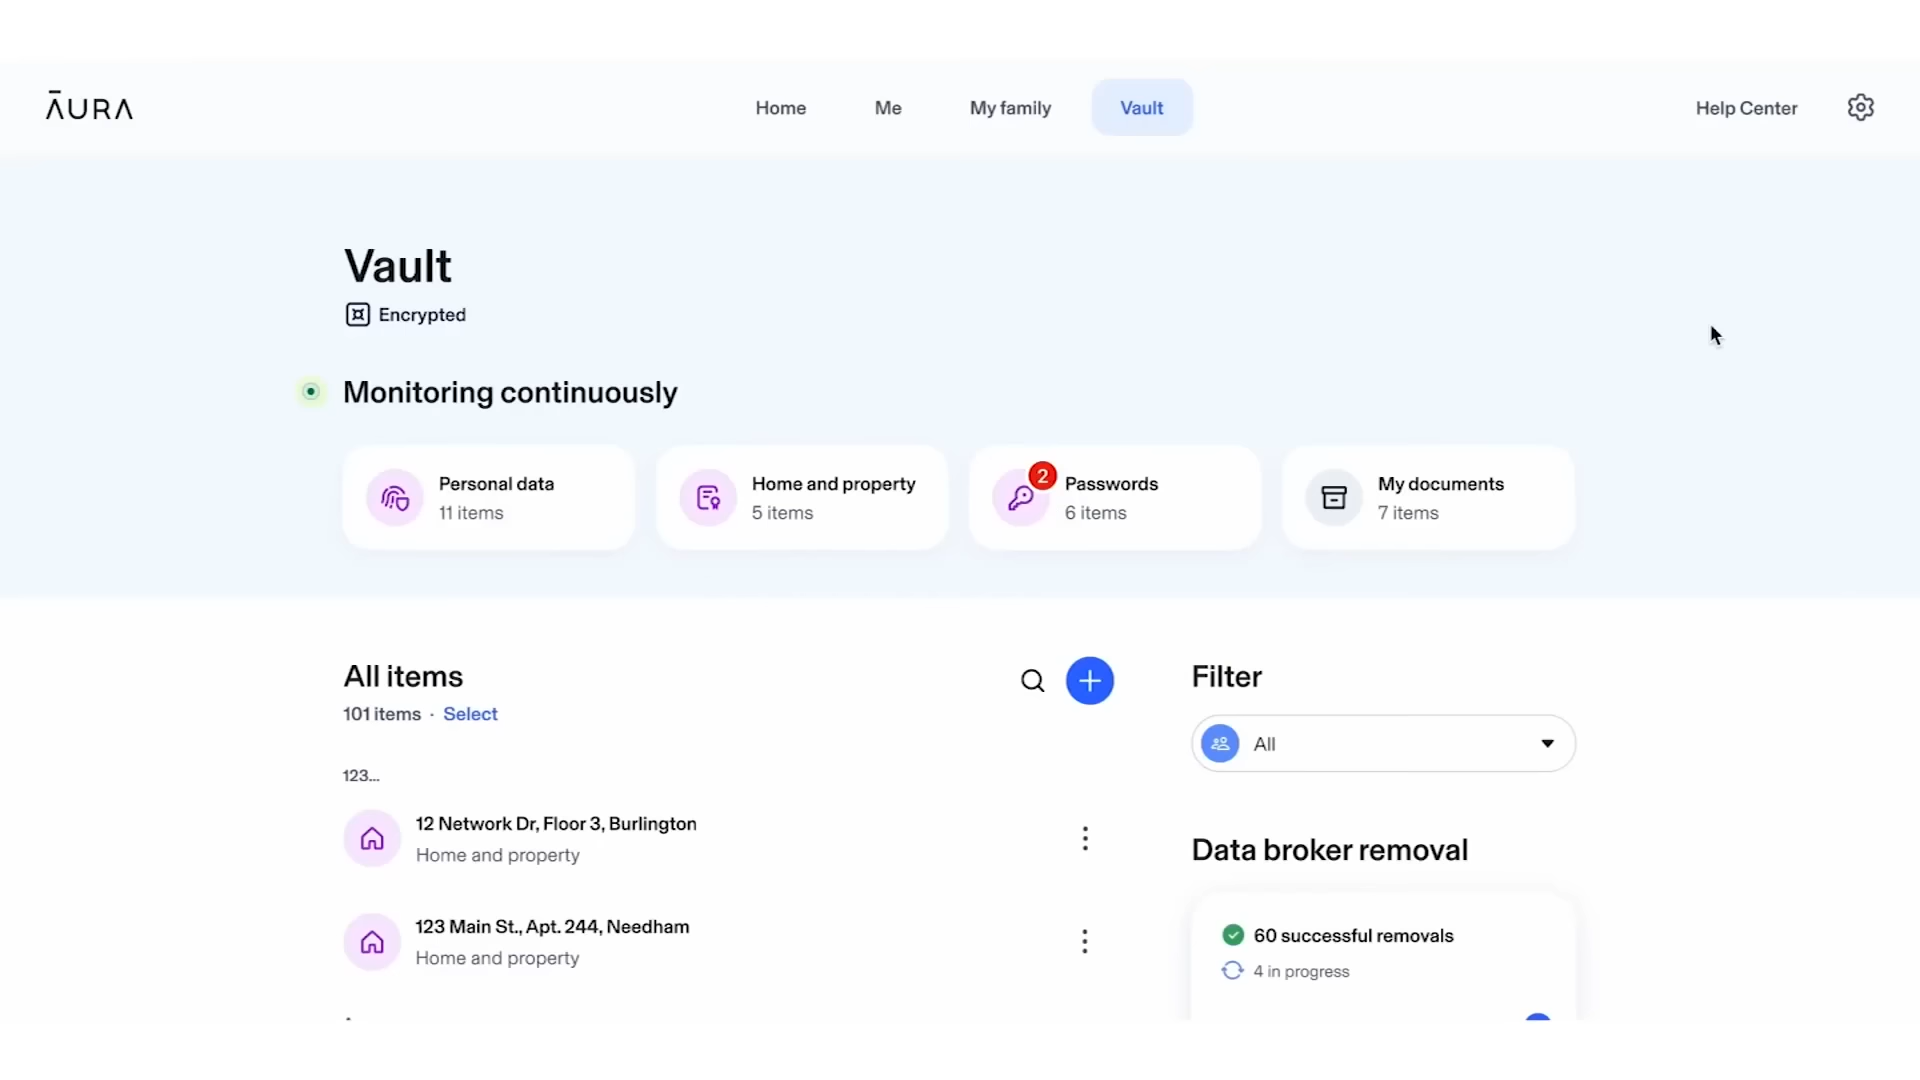 ĀURA
Home
Me
My family
Vault
Help Center
Vault
Encrypted
Monitoring continuously
Personal data
11 items
Home and property
5 items
2
Passwords
6 items
My documents
7 items
All items
101 items · Select
Filter
All
123...
12 Network Dr, Floor 3, Burlington
Home and property
Data broker removal
123 Main St., Apt. 244, Needham
Home and property
60 successful removals
4 in progress